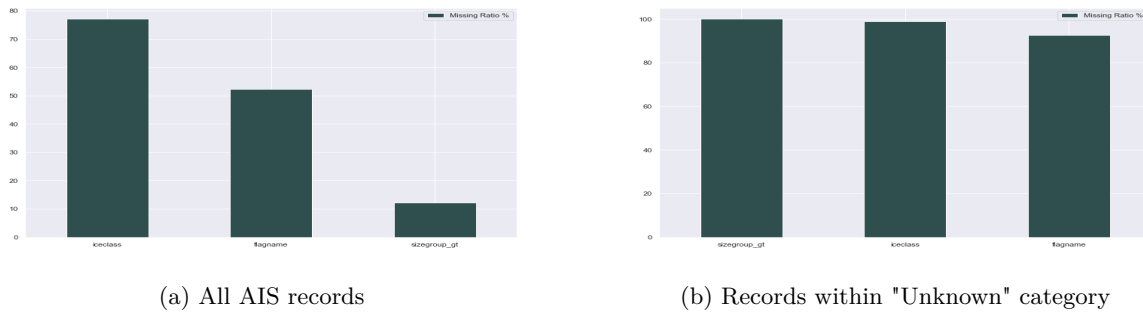 Missing Ratio %
80
70
60
50
40
30
20
10
0
iceclass flagname sizegroup_gt
(a) All AIS records
Missing Ratio %
100
80
60
40
20
0
sizegroup_gt iceclass flagname
(b) Records within "Unknown" category